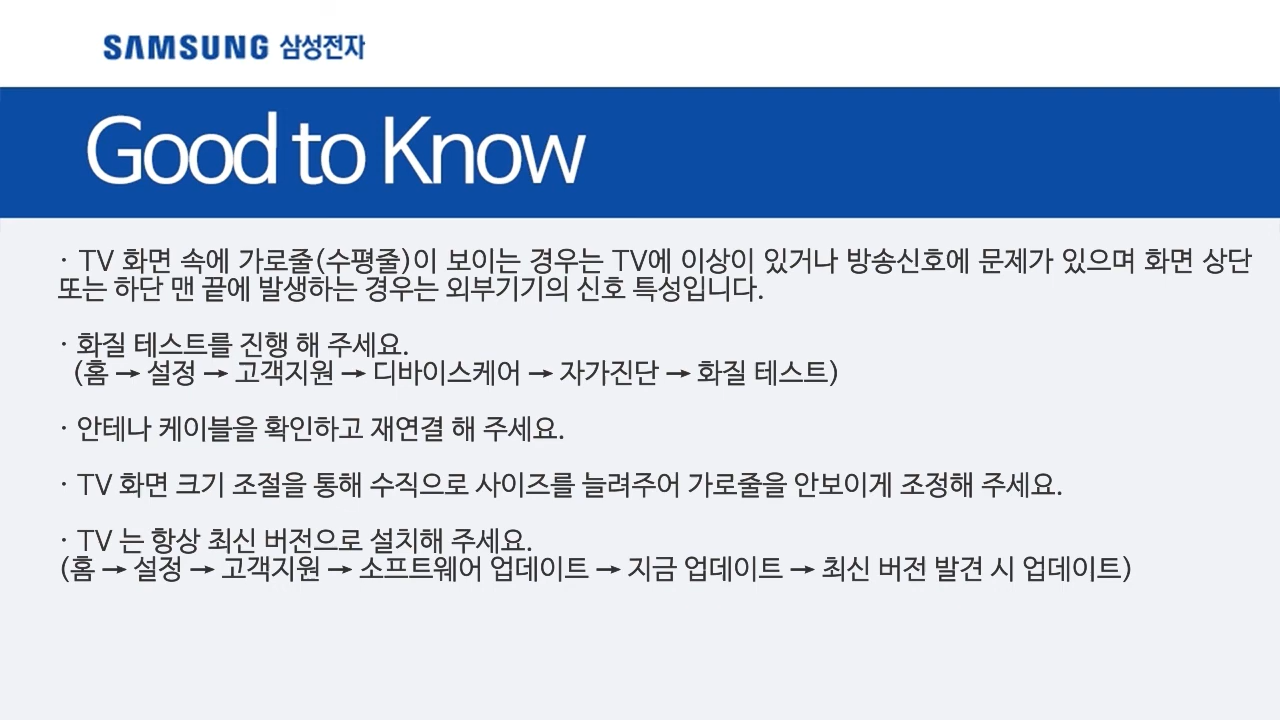 SAMSUNG 삼성전자
Good to Know
· TV 화면 속에 가로줄(수평줄)이 보이는 경우는 TV에 이상이 있거나 방송신호에 문제가 있으며 화면 상단
또는 하단 맨 끝에 발생하는 경우는 외부기기의 신호 특성입니다.
· 화질 테스트를 진행 해 주세요.
(홈 → 설정 → 고객지원 → 디바이스케어 → 자가진단 → 화질 테스트)
· 안테나 케이블을 확인하고 재연결 해 주세요.
· TV 화면 크기 조절을 통해 수직으로 사이즈를 늘려주어 가로줄을 안보이게 조정해 주세요.
· TV 는 항상 최신 버전으로 설치해 주세요.
(홈 → 설정 → 고객지원 → 소프트웨어 업데이트 → 지금 업데이트 → 최신 버전 발견 시 업데이트)